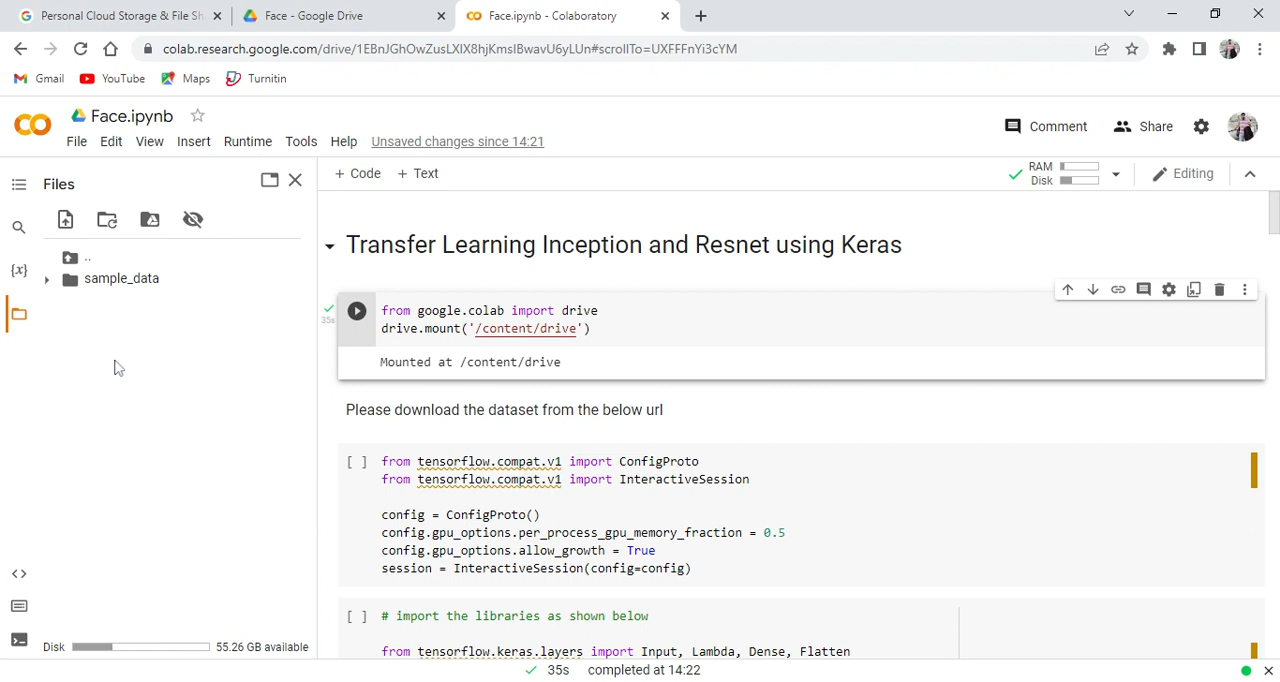 Personal Cloud Storage & File Sh
Face - Google Drive
Face.ipynb - Colaboratory
colab.research.google.com/drive/1EBnJGhOwZusLXIX8hjKmsIBwavU6yLUn#scrollTo=UXFFFnYi3cYM
Gmail
YouTube
Maps
Turnitin
Face.ipynb
File Edit View Insert Runtime Tools Help Unsaved changes since 14:21
Comment
Share
Files
+ Code + Text
RAM
Disk
Editing
..
sample_data
Transfer Learning Inception and Resnet using Keras
35s
from google.colab import drive
drive.mount('/content/drive')
Mounted at /content/drive
Please download the dataset from the below url
[ ] from tensorflow.compat.v1 import ConfigProto
from tensorflow.compat.v1 import InteractiveSession
config = ConfigProto()
config.gpu_options.per_process_gpu_memory_fraction = 0.5
config.gpu_options.allow_growth = True
session = InteractiveSession(config=config)
[ ] # import the libraries as shown below
from tensorflow.keras.layers import Input, Lambda, Dense, Flatten
{x}
Disk 55.26 GB available
35s completed at 14:22